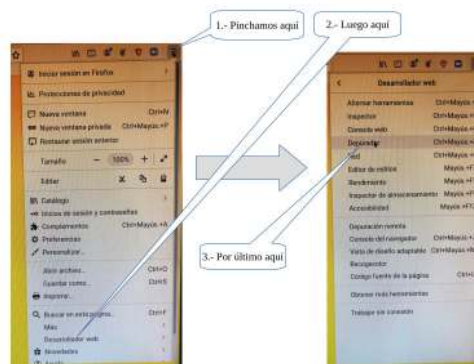 1.- Pinchamos aquí
2.- Luego aquí
Iniciar sesión en Firefox
Protecciones de privacidad
Nueva ventana Ctrl+N
Nueva ventana privada Ctrl+Mayús.+P
Restaurar sesión anterior
Tamaño − 100% +
Editar
Catálogo
Inicios de sesión y contraseñas
Complementos Ctrl+Mayús.+A
Preferencias
Personalizar...
Abrir archivo... Ctrl+O
Guardar como... Ctrl+S
Imprimir...
Buscar en esta página... Ctrl+F
Más
Desarrollador web
Novedades
Desarrollador web
Alternar herramientas
Inspector
Consola web
Depurador
Red
Editor de estilos
Rendimiento
Inspector de almacenamiento
Accesibilidad
Depuración remota
Consola del navegador
Vista de diseño adaptable
Recogecolor
Código fuente de la página
Obtener más herramientas
Trabajar sin conexión
3.- Por último aquí